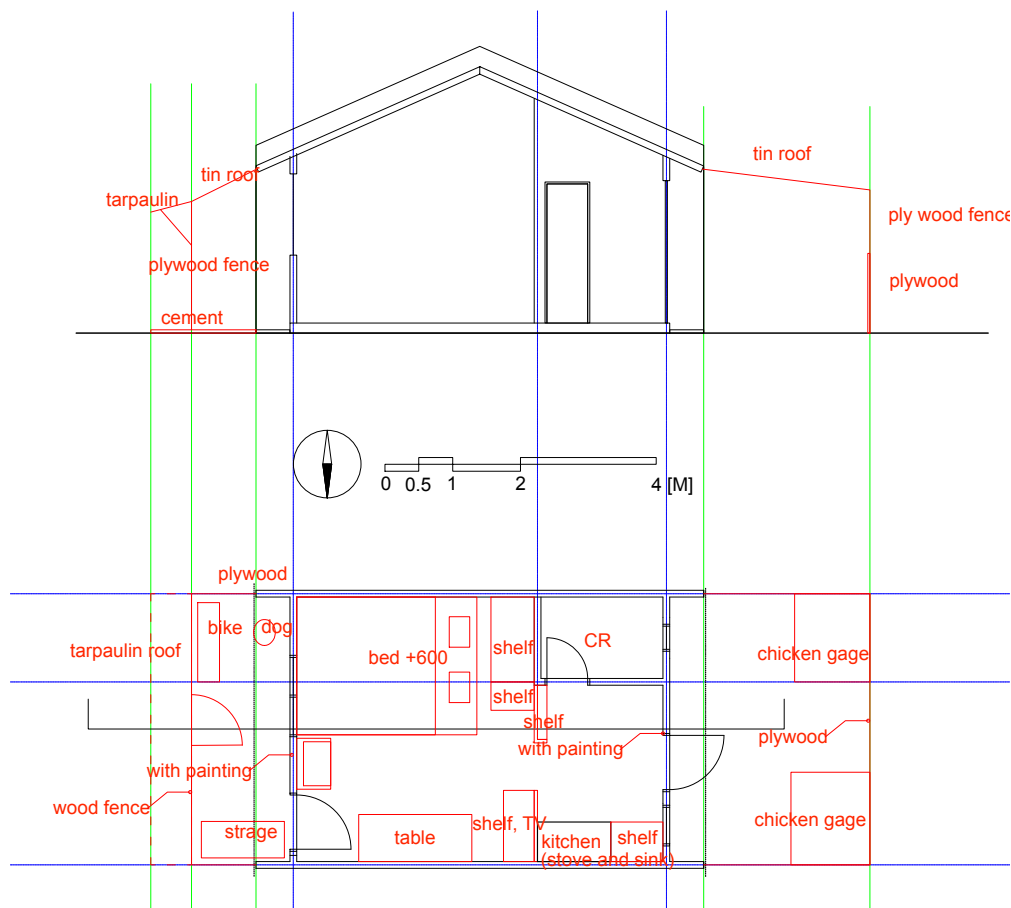 tin roof
tin roof
tarpaulin
ply wood fence
plywood fence
plywood
cement
0 0.5 1 2 4 [M]
plywood
bike
dog
CR
tarpaulin roof
bed +600
shelf
chicken gage
shelf
shelf
with painting
plywood
with painting
wood fence
strage
table
shelf, TV
kitchen
(stove and sink)
shelf
chicken gage